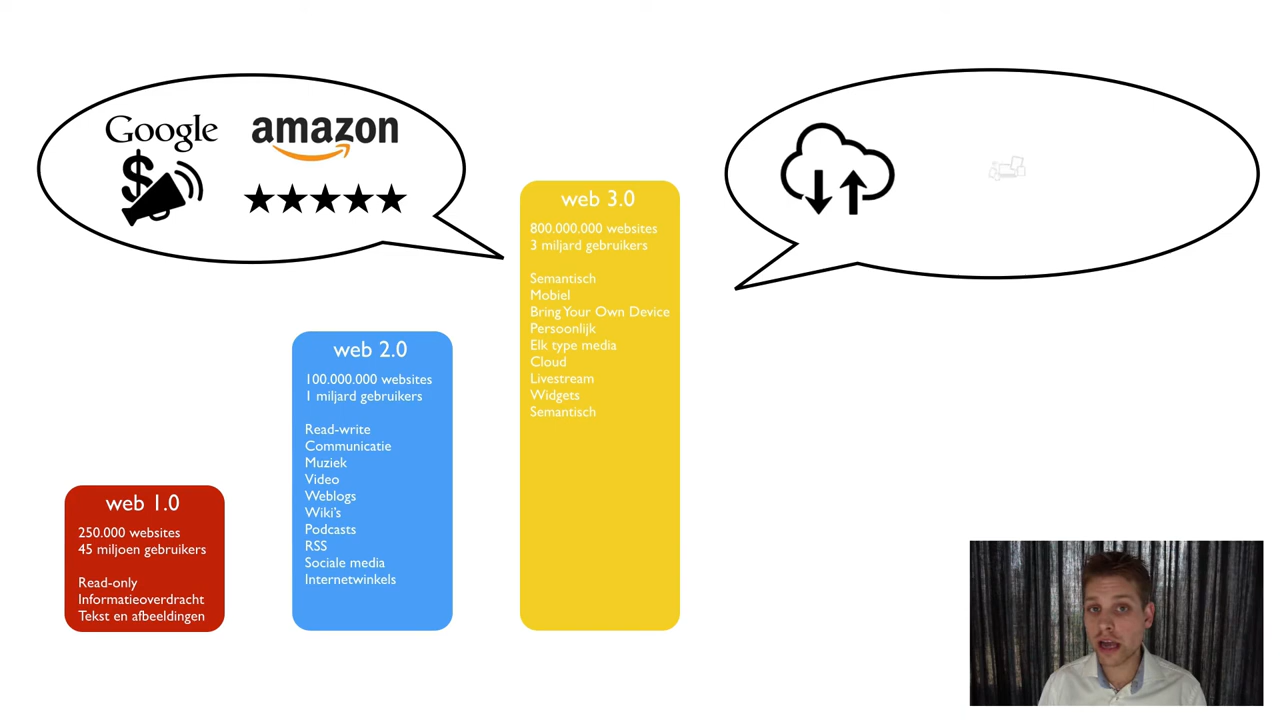 Google
amazon
web 3.0
800.000.000 websites
3 miljard gebruikers
Semantisch
Mobiel
Bring Your Own Device
Persoonlijk
Elk type media
Cloud
Livestream
Widgets
Semantisch
web 2.0
100.000.000 websites
1 miljard gebruikers
Read-write
Communicatie
Muziek
Video
Weblogs
Wiki's
Podcasts
RSS
Sociale media
Internetwinkels
web 1.0
250.000 websites
45 miljoen gebruikers
Read-only
Informatieoverdracht
Tekst en afbeeldingen